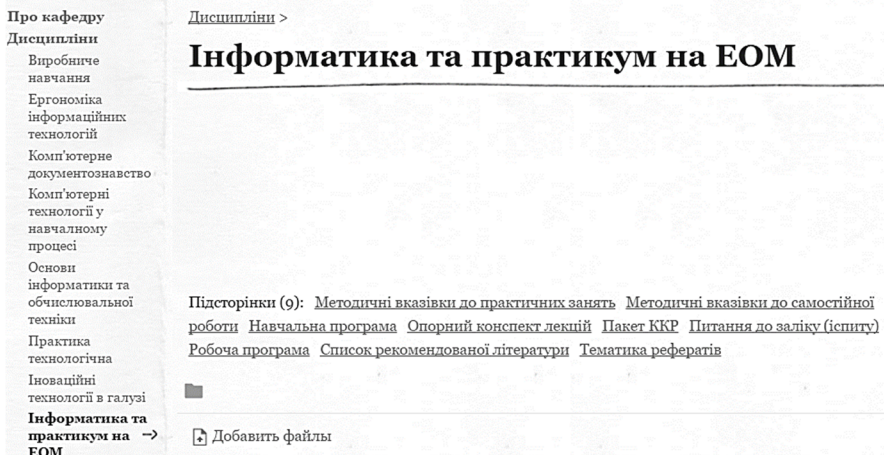 Про кафедру
Дисципліни
Виробниче
навчання
Ергономіка
інформаційних
технологій
Комп'ютерне
документознавство
Комп'ютерні
технології у
навчалному
процесі
Основи
інформатики та
обчислювальної
техніки
Практика
технологічна
Іноваційні
технології в галузі
Інформатика та
практикум на
ЕОМ
Дисципліни >
Інформатика та практикум на ЕОМ
Підсторінки (9): Методичні вказівки до практичних занять Методичні вказівки до самостійної
роботи Навчальна програма Опорний конспект лекцій Пакет ККР Питання до заліку (іспиту)
Робоча програма Список рекомендованої літератури Тематика рефератів
Добавить файлы